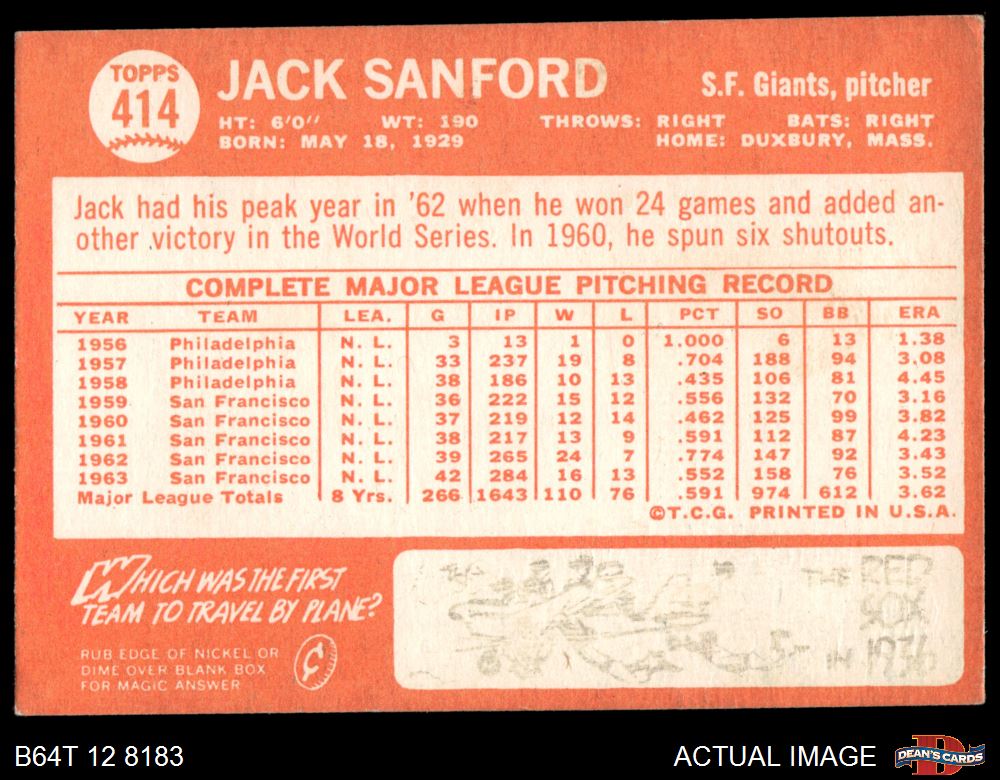 TOPPS
414
JACK SANFORD
S.F. Giants, pitcher
HT: 6'0" WT: 190 THROWS: RIGHT BATS: RIGHT
BORN: MAY 18, 1929 HOME: DUXBURY, MASS.
Jack had his peak year in '62 when he won 24 games and added an-
other victory in the World Series. In 1960, he spun six shutouts.
COMPLETE MAJOR LEAGUE PITCHING RECORD
YEAR TEAM LEA. G IP W L PCT SO BB ERA
1956 Philadelphia N. L. 3 13 1 0 1.000 6 13 1.38
1957 Philadelphia N. L. 33 237 19 8 .704 188 94 3.08
1958 Philadelphia N. L. 38 186 10 13 .435 106 81 4.45
1959 San Francisco N. L. 36 222 15 12 .556 132 70 3.16
1960 San Francisco N. L. 37 219 12 14 .462 125 99 3.82
1961 San Francisco N. L. 38 217 13 9 .591 112 87 4.23
1962 San Francisco N. L. 39 265 24 7 .774 147 92 3.43
1963 San Francisco N. L. 42 284 16 13 .552 158 76 3.52
Major League Totals 8 Yrs. 266 1643 110 76 .591 974 612 3.62
©T.C.G. PRINTED IN U.S.A.
WHICH WAS THE FIRST
TEAM TO TRAVEL BY PLANE?
RUB EDGE OF NICKEL OR
DIME OVER BLANK BOX
FOR MAGIC ANSWER
¢
THE RED
SOX
IN 1936
B64T 12 8183
ACTUAL IMAGE
DEAN'S CARDS